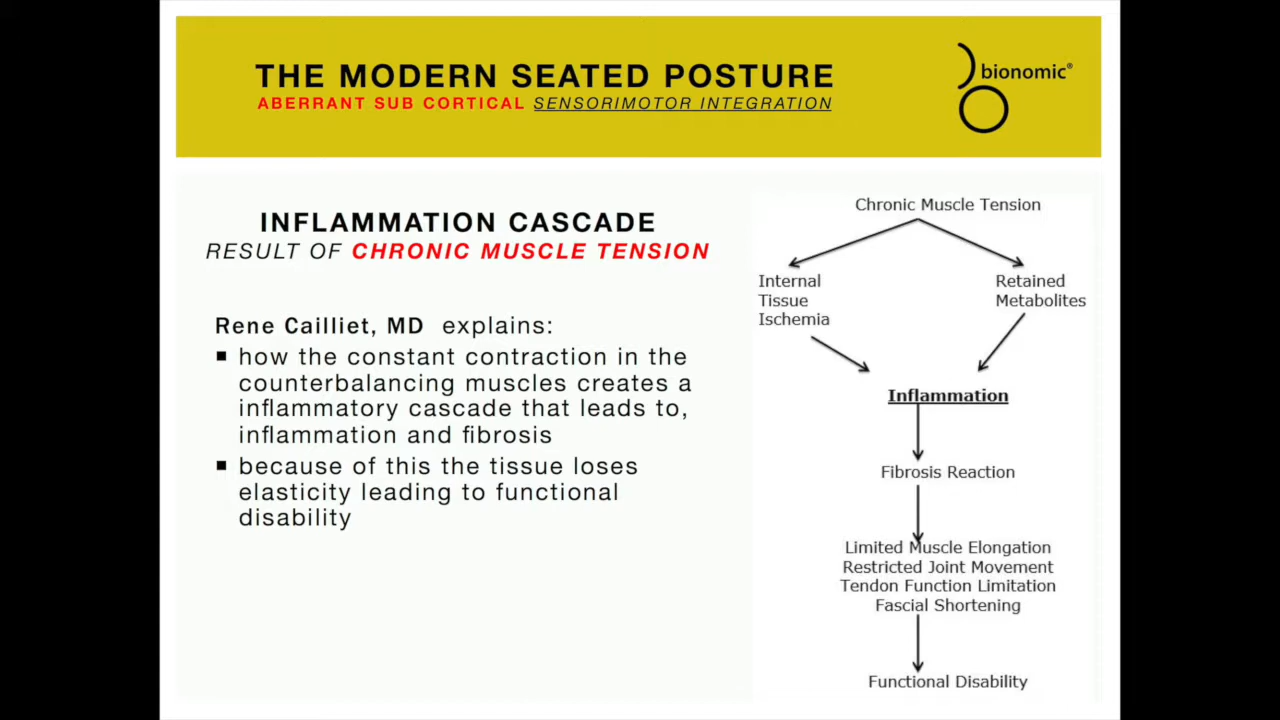 THE MODERN SEATED POSTURE
ABERRANT SUB CORTICAL SENSORIMOTOR INTEGRATION
bionomic®
INFLAMMATION CASCADE
RESULT OF CHRONIC MUSCLE TENSION
Rene Cailliet, MD explains:
▪ how the constant contraction in the
counterbalancing muscles creates a
inflammatory cascade that leads to,
inflammation and fibrosis
▪ because of this the tissue loses
elasticity leading to functional
disability
Chronic Muscle Tension
Internal
Tissue
Ischemia
Retained
Metabolites
Inflammation
Fibrosis Reaction
Limited Muscle Elongation
Restricted Joint Movement
Tendon Function Limitation
Fascial Shortening
Functional Disability